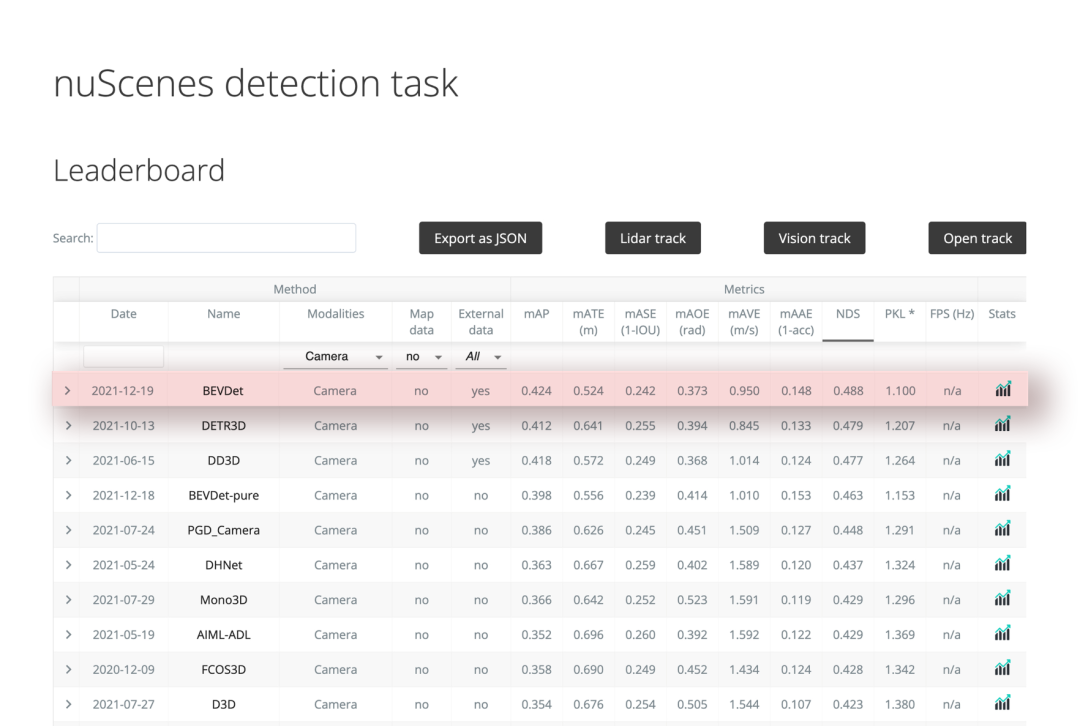 nuScenes detection task
Leaderboard
Search: Export as JSON Lidar track Vision track Open track
Method Metrics
Date Name Modalities Map data External data mAP mATE (m) mASE (1-IOU) mAOE (rad) mAVE (m/s) mAAE (1-acc) NDS PKL * FPS (Hz) Stats
Camera no All
2021-12-19 BEVDet Camera no yes 0.424 0.524 0.242 0.373 0.950 0.148 0.488 1.100 n/a
2021-10-13 DETR3D Camera no yes 0.412 0.641 0.255 0.394 0.845 0.133 0.479 1.207 n/a
2021-06-15 DD3D Camera no yes 0.418 0.572 0.249 0.368 1.014 0.124 0.477 1.264 n/a
2021-12-18 BEVDet-pure Camera no no 0.398 0.556 0.239 0.414 1.010 0.153 0.463 1.153 n/a
2021-07-24 PGD_Camera Camera no no 0.386 0.626 0.245 0.451 1.509 0.127 0.448 1.291 n/a
2021-05-24 DHNet Camera no no 0.363 0.667 0.259 0.402 1.589 0.120 0.437 1.324 n/a
2021-07-29 Mono3D Camera no no 0.366 0.642 0.252 0.523 1.591 0.119 0.429 1.296 n/a
2021-05-19 AIML-ADL Camera no no 0.352 0.696 0.260 0.392 1.592 0.122 0.429 1.369 n/a
2020-12-09 FCOS3D Camera no no 0.358 0.690 0.249 0.452 1.434 0.124 0.428 1.342 n/a
2021-07-27 D3D Camera no no 0.354 0.676 0.254 0.505 1.544 0.107 0.423 1.380 n/a